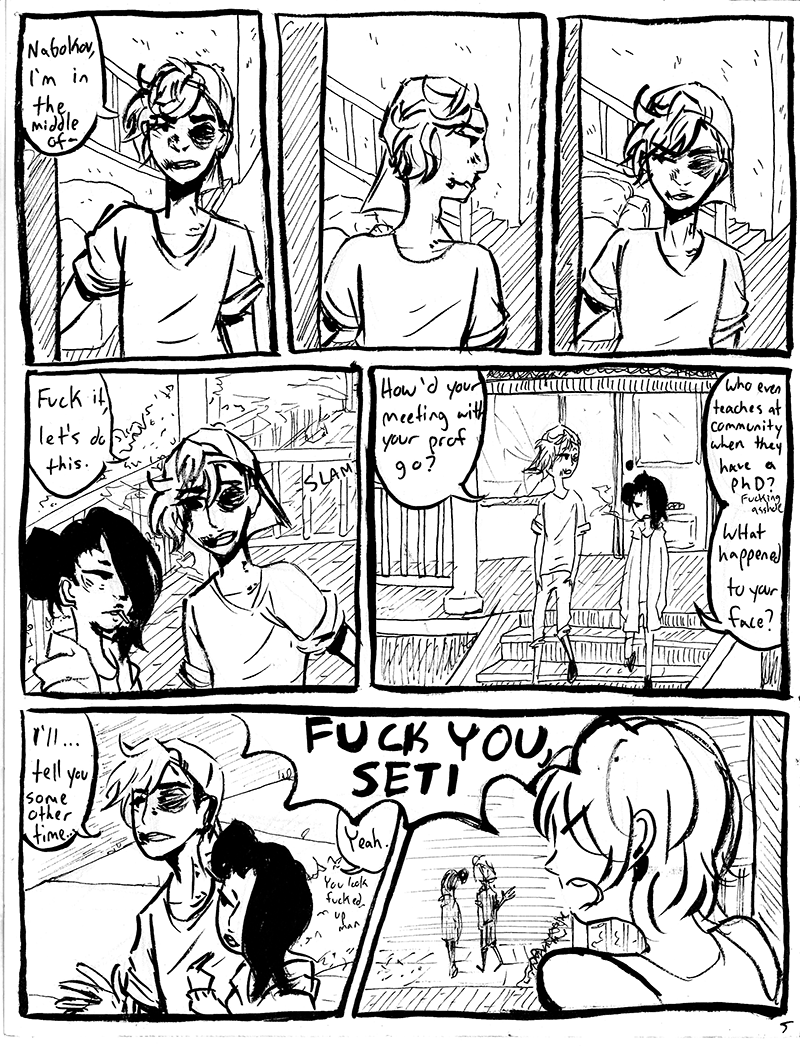 Nabokov,
I'm in
the
middle
of-
Fuck it,
let's do
this.
SLAM
How'd your
meeting with
your prof
go?
Who even
teaches at
community
when they
have a
PhD?
Fucking
asshole
What
happened
to your
face?
I'll...
tell you
some
other
time...
FUCK YOU,
SETI
Yeah.
You look
fucked
up
man
5